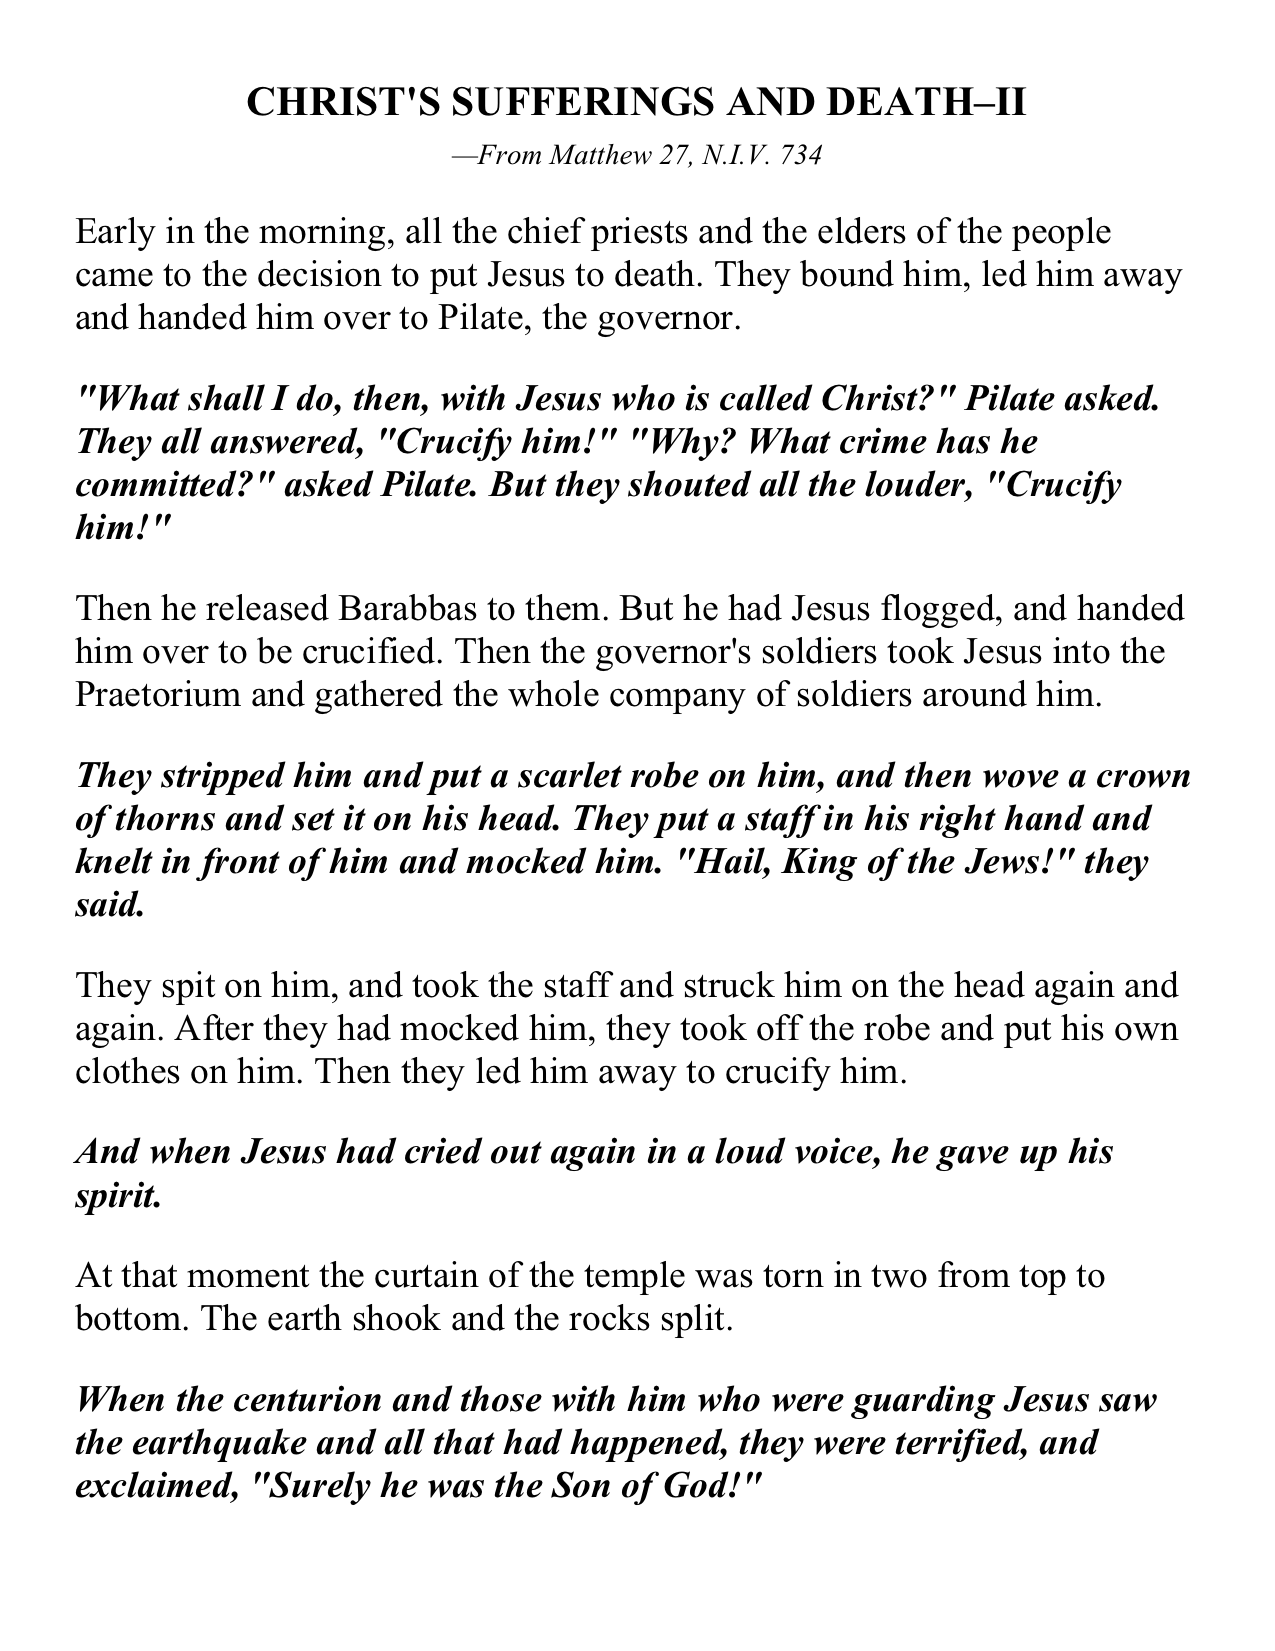 CHRIST'S SUFFERINGS AND DEATH–II
—From Matthew 27, N.I.V. 734
Early in the morning, all the chief priests and the elders of the people
came to the decision to put Jesus to death. They bound him, led him away
and handed him over to Pilate, the governor.
"What shall I do, then, with Jesus who is called Christ?" Pilate asked.
They all answered, "Crucify him!" "Why? What crime has he
committed?" asked Pilate. But they shouted all the louder, "Crucify
him!"
Then he released Barabbas to them. But he had Jesus flogged, and handed
him over to be crucified. Then the governor's soldiers took Jesus into the
Praetorium and gathered the whole company of soldiers around him.
They stripped him and put a scarlet robe on him, and then wove a crown
of thorns and set it on his head. They put a staff in his right hand and
knelt in front of him and mocked him. "Hail, King of the Jews!" they
said.
They spit on him, and took the staff and struck him on the head again and
again. After they had mocked him, they took off the robe and put his own
clothes on him. Then they led him away to crucify him.
And when Jesus had cried out again in a loud voice, he gave up his
spirit.
At that moment the curtain of the temple was torn in two from top to
bottom. The earth shook and the rocks split.
When the centurion and those with him who were guarding Jesus saw
the earthquake and all that had happened, they were terrified, and
exclaimed, "Surely he was the Son of God!"